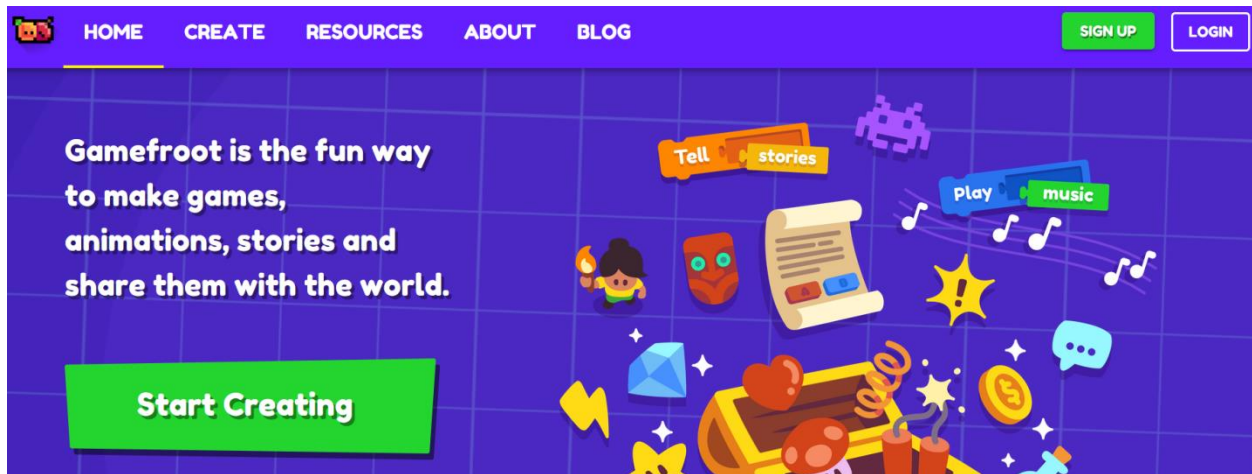 HOME CREATE RESOURCES ABOUT BLOG SIGN UP LOGIN
Gamefroot is the fun way
to make games,
animations, stories and
share them with the world.
Start Creating
Tell stories
Play music
A B
!
$